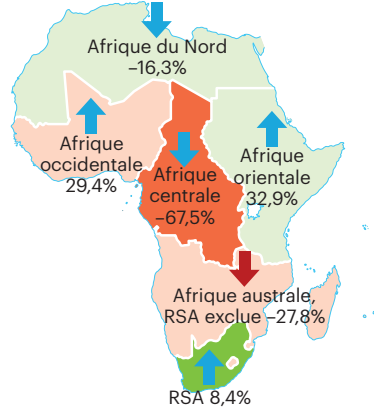 Afrique du Nord
–16,3%
Afrique
occidentale
29,4%
Afrique
centrale
–67,5%
Afrique
orientale
32,9%
Afrique australe,
RSA exclue –27,8%
RSA 8,4%